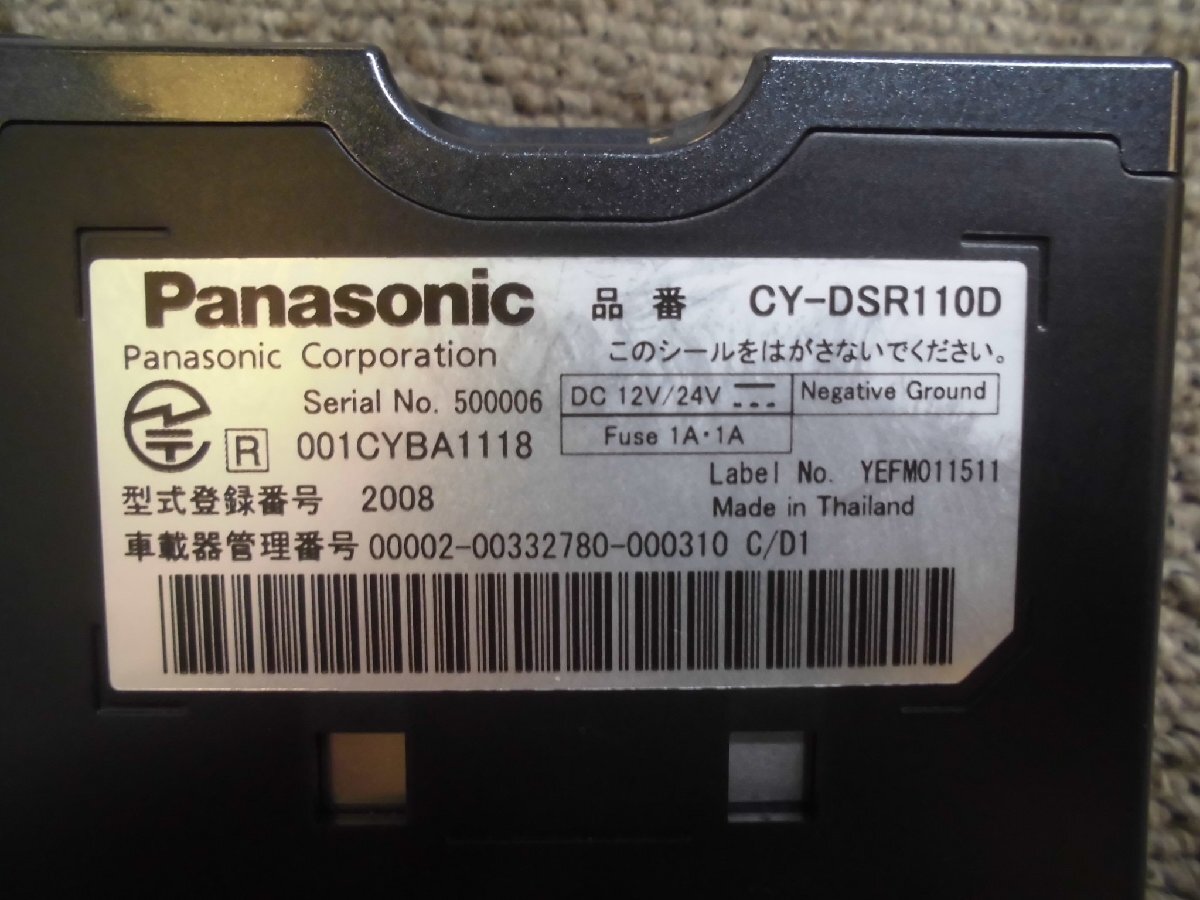 Panasonic 品番 CY-DSR110D
Panasonic Corporation このシールをはがさないでください。
Serial No. 500006 DC 12V/24V Negative Ground
R 001CYBA1118 Fuse 1A・1A
Label No. YEFM011511
型式登録番号 2008 Made in Thailand
車載器管理番号 00002-00332780-000310 C/D1